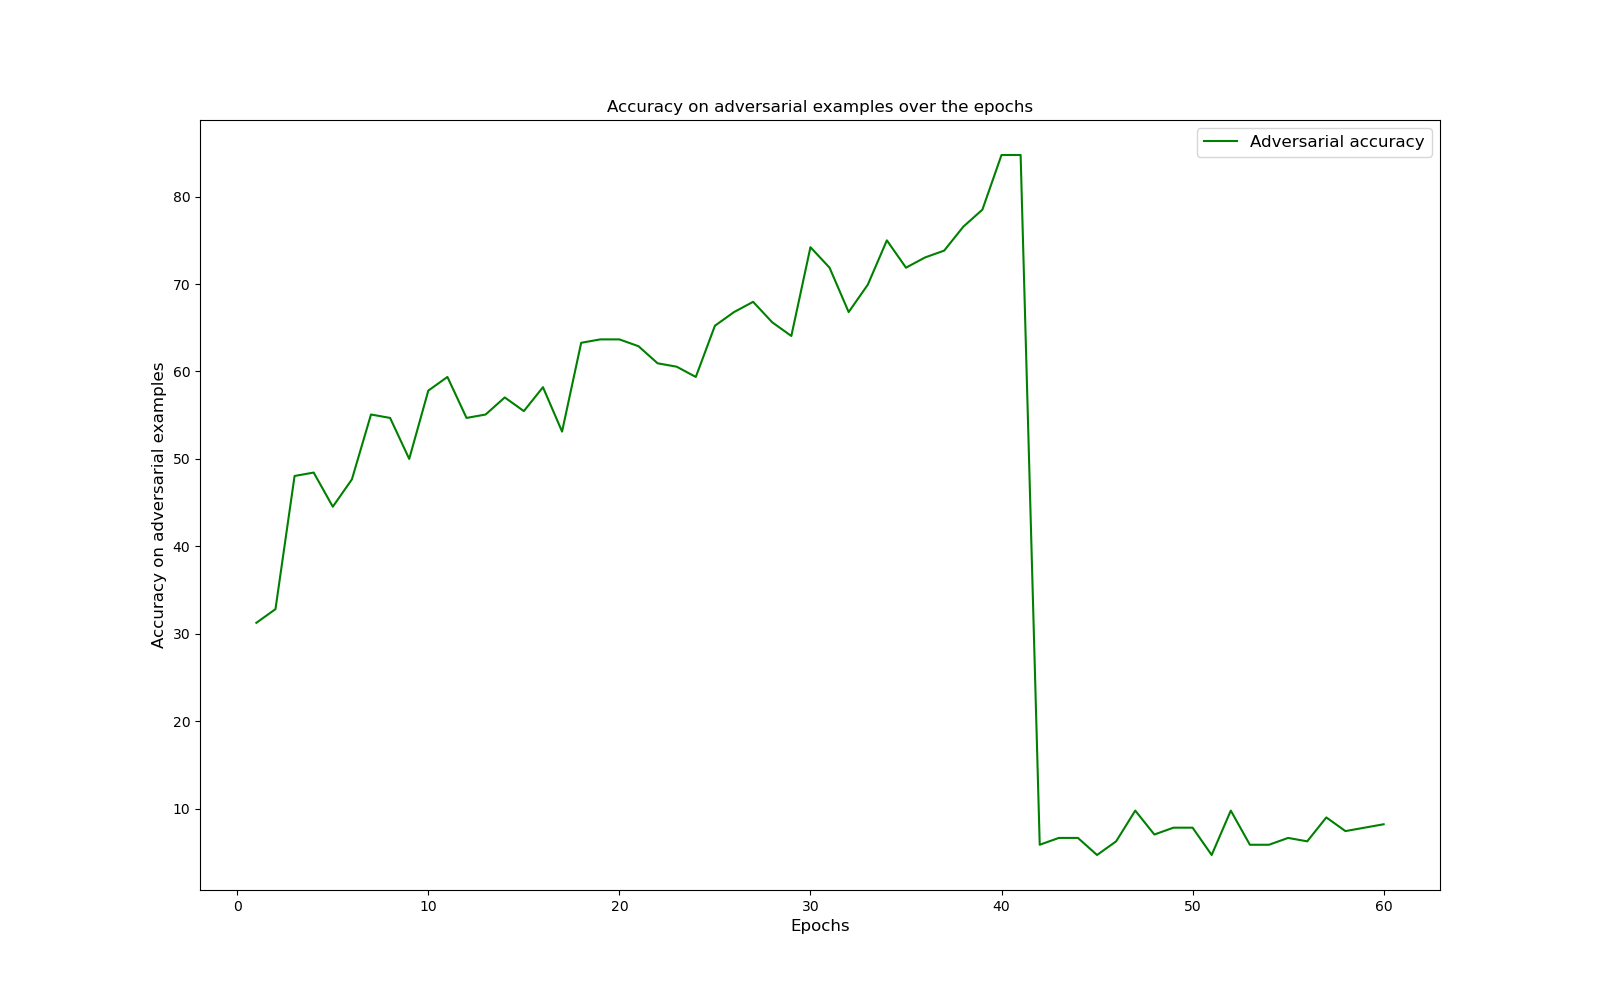 Accuracy on adversarial examples over the epochs
Adversarial accuracy
Accuracy on adversarial examples
80
70
60
50
40
30
20
10
0 10 20 30 40 50 60
Epochs